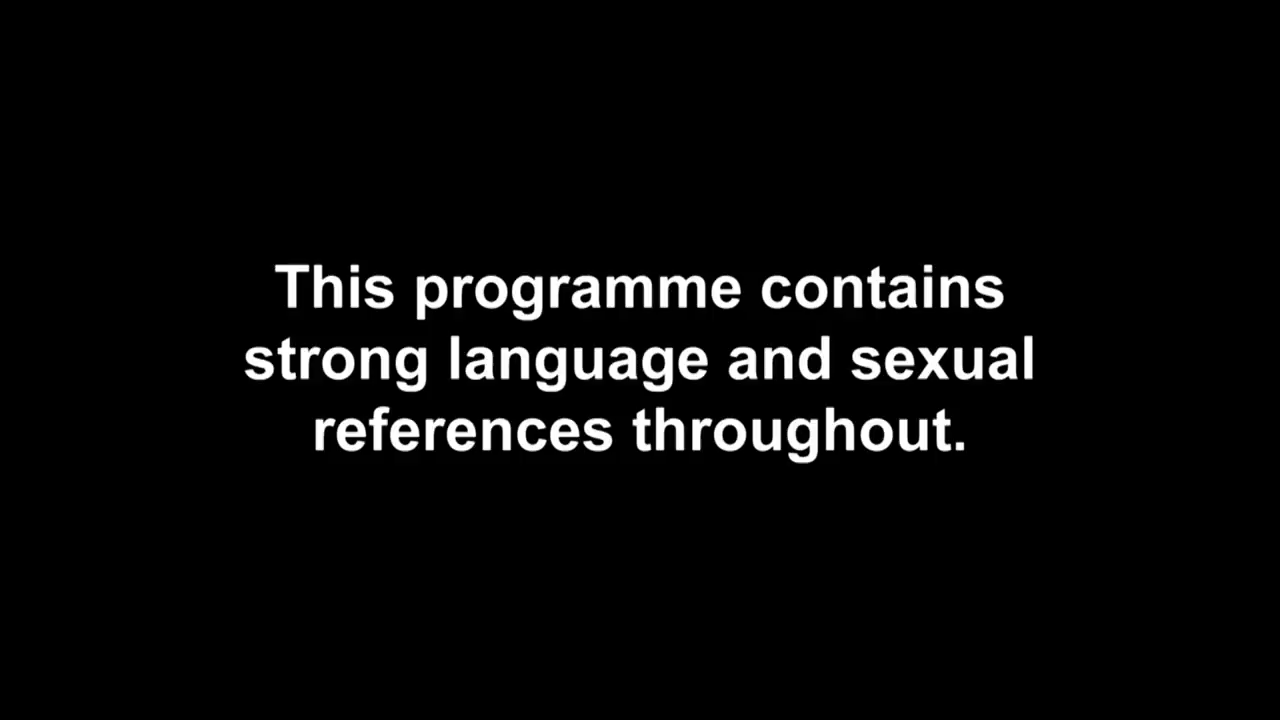 This programme contains
strong language and sexual
references throughout.